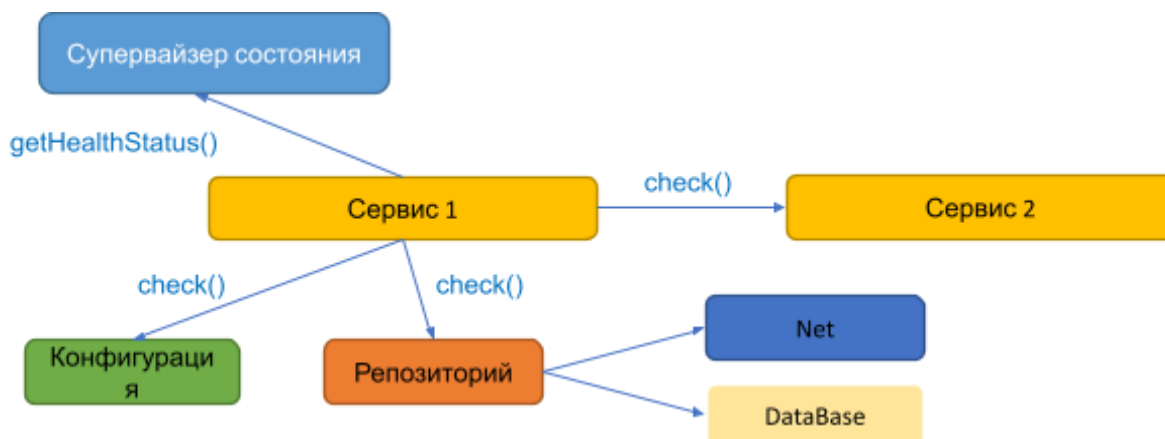 Супервайзер состояния
getHealthStatus()
Сервис 1
check()
Сервис 2
check()
check()
Конфигураци
я
Репозиторий
Net
DataBase